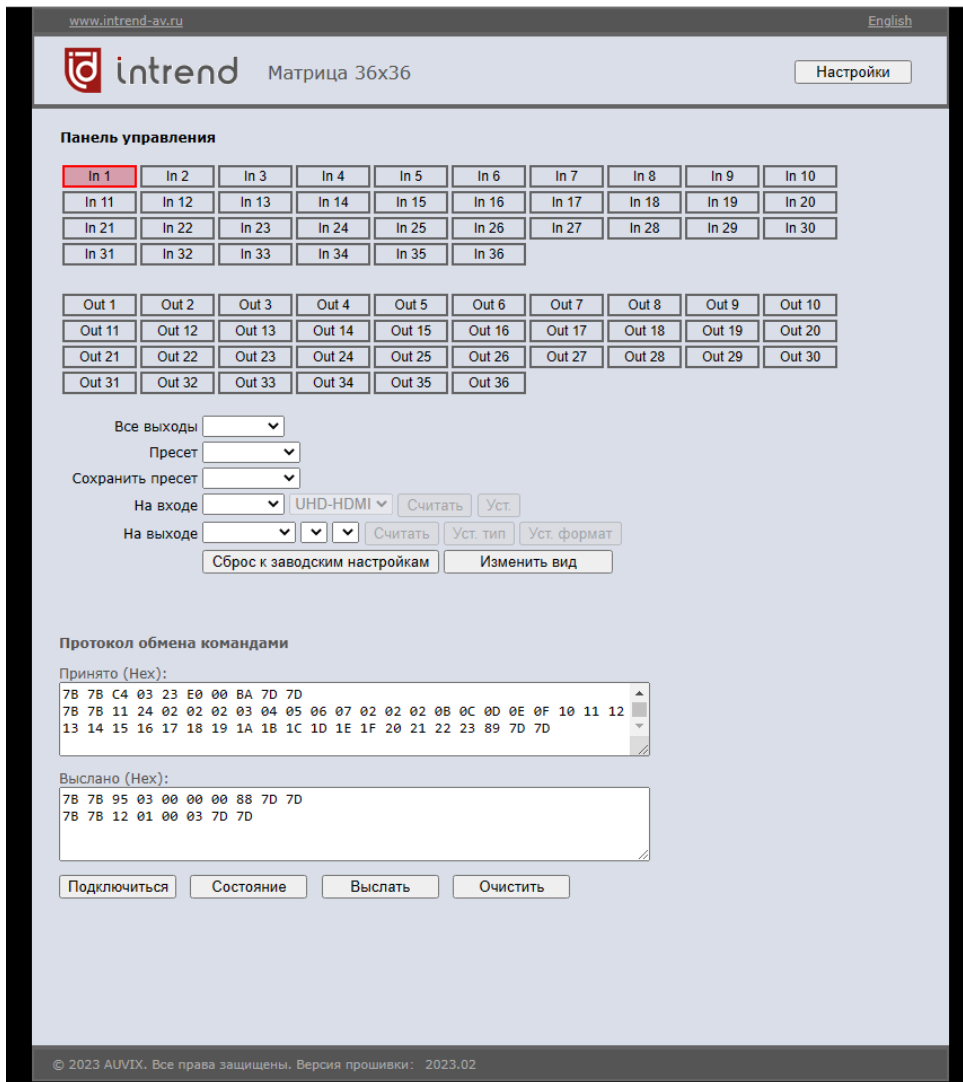 www.intrend-av.ru English
intrend Матрица 36x36 Настройки
Панель управления
In 1 In 2 In 3 In 4 In 5 In 6 In 7 In 8 In 9 In 10
In 11 In 12 In 13 In 14 In 15 In 16 In 17 In 18 In 19 In 20
In 21 In 22 In 23 In 24 In 25 In 26 In 27 In 28 In 29 In 30
In 31 In 32 In 33 In 34 In 35 In 36
Out 1 Out 2 Out 3 Out 4 Out 5 Out 6 Out 7 Out 8 Out 9 Out 10
Out 11 Out 12 Out 13 Out 14 Out 15 Out 16 Out 17 Out 18 Out 19 Out 20
Out 21 Out 22 Out 23 Out 24 Out 25 Out 26 Out 27 Out 28 Out 29 Out 30
Out 31 Out 32 Out 33 Out 34 Out 35 Out 36
Все выходы
Пресет
Сохранить пресет
На входе UHD-HDMI Считать Уст.
На выходе Считать Уст. тип Уст. формат
Сброс к заводским настройкам Изменить вид
Протокол обмена командами
Принято (Hex):
7B 7B C4 03 23 E0 00 BA 7D 7D
7B 7B 11 24 02 02 02 03 04 05 06 07 02 02 02 0B 0C 0D 0E 0F 10 11 12
13 14 15 16 17 18 19 1A 1B 1C 1D 1E 1F 20 21 22 23 89 7D 7D
Выслано (Hex):
7B 7B 95 03 00 00 00 88 7D 7D
7B 7B 12 01 00 03 7D 7D
Подключиться Состояние Выслать Очистить
© 2023 AUVIX. Все права защищены. Версия прошивки: 2023.02